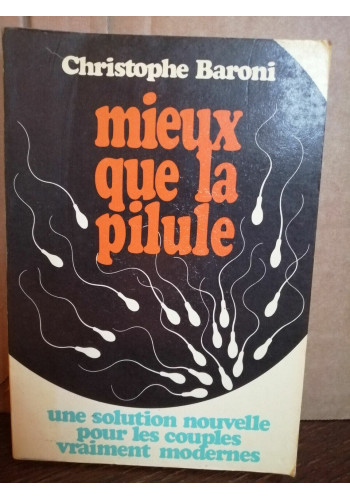 Christophe Baroni
mieux
que la
pilule
une solution nouvelle
pour les couples
vraiment modernes